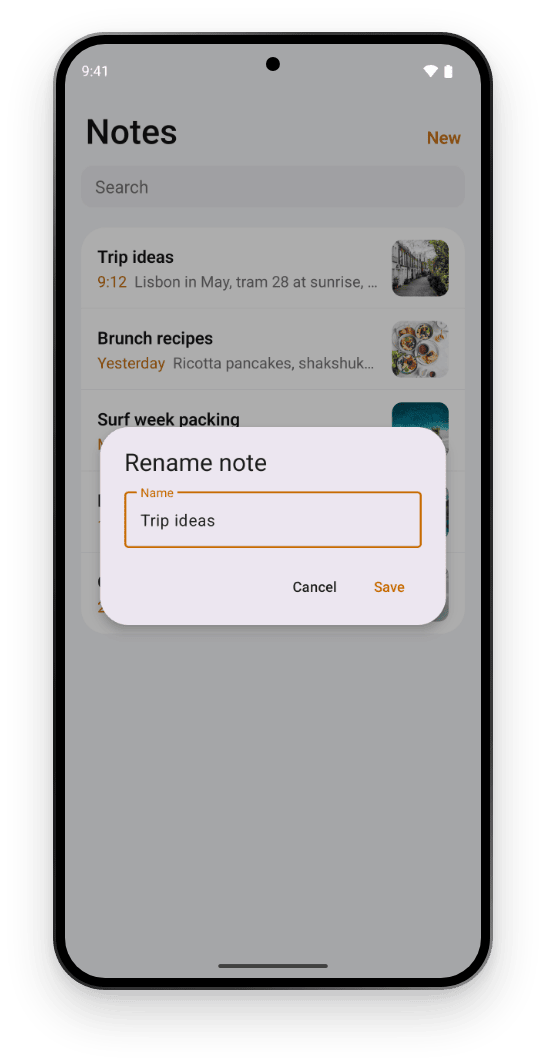 9:41
Notes
New
Search
Trip ideas
9:12 Lisbon in May, tram 28 at sunrise, ...
Brunch recipes
Yesterday Ricotta pancakes, shakshuk...
Surf week packing
Rename note
Name
Trip ideas
Cancel
Save